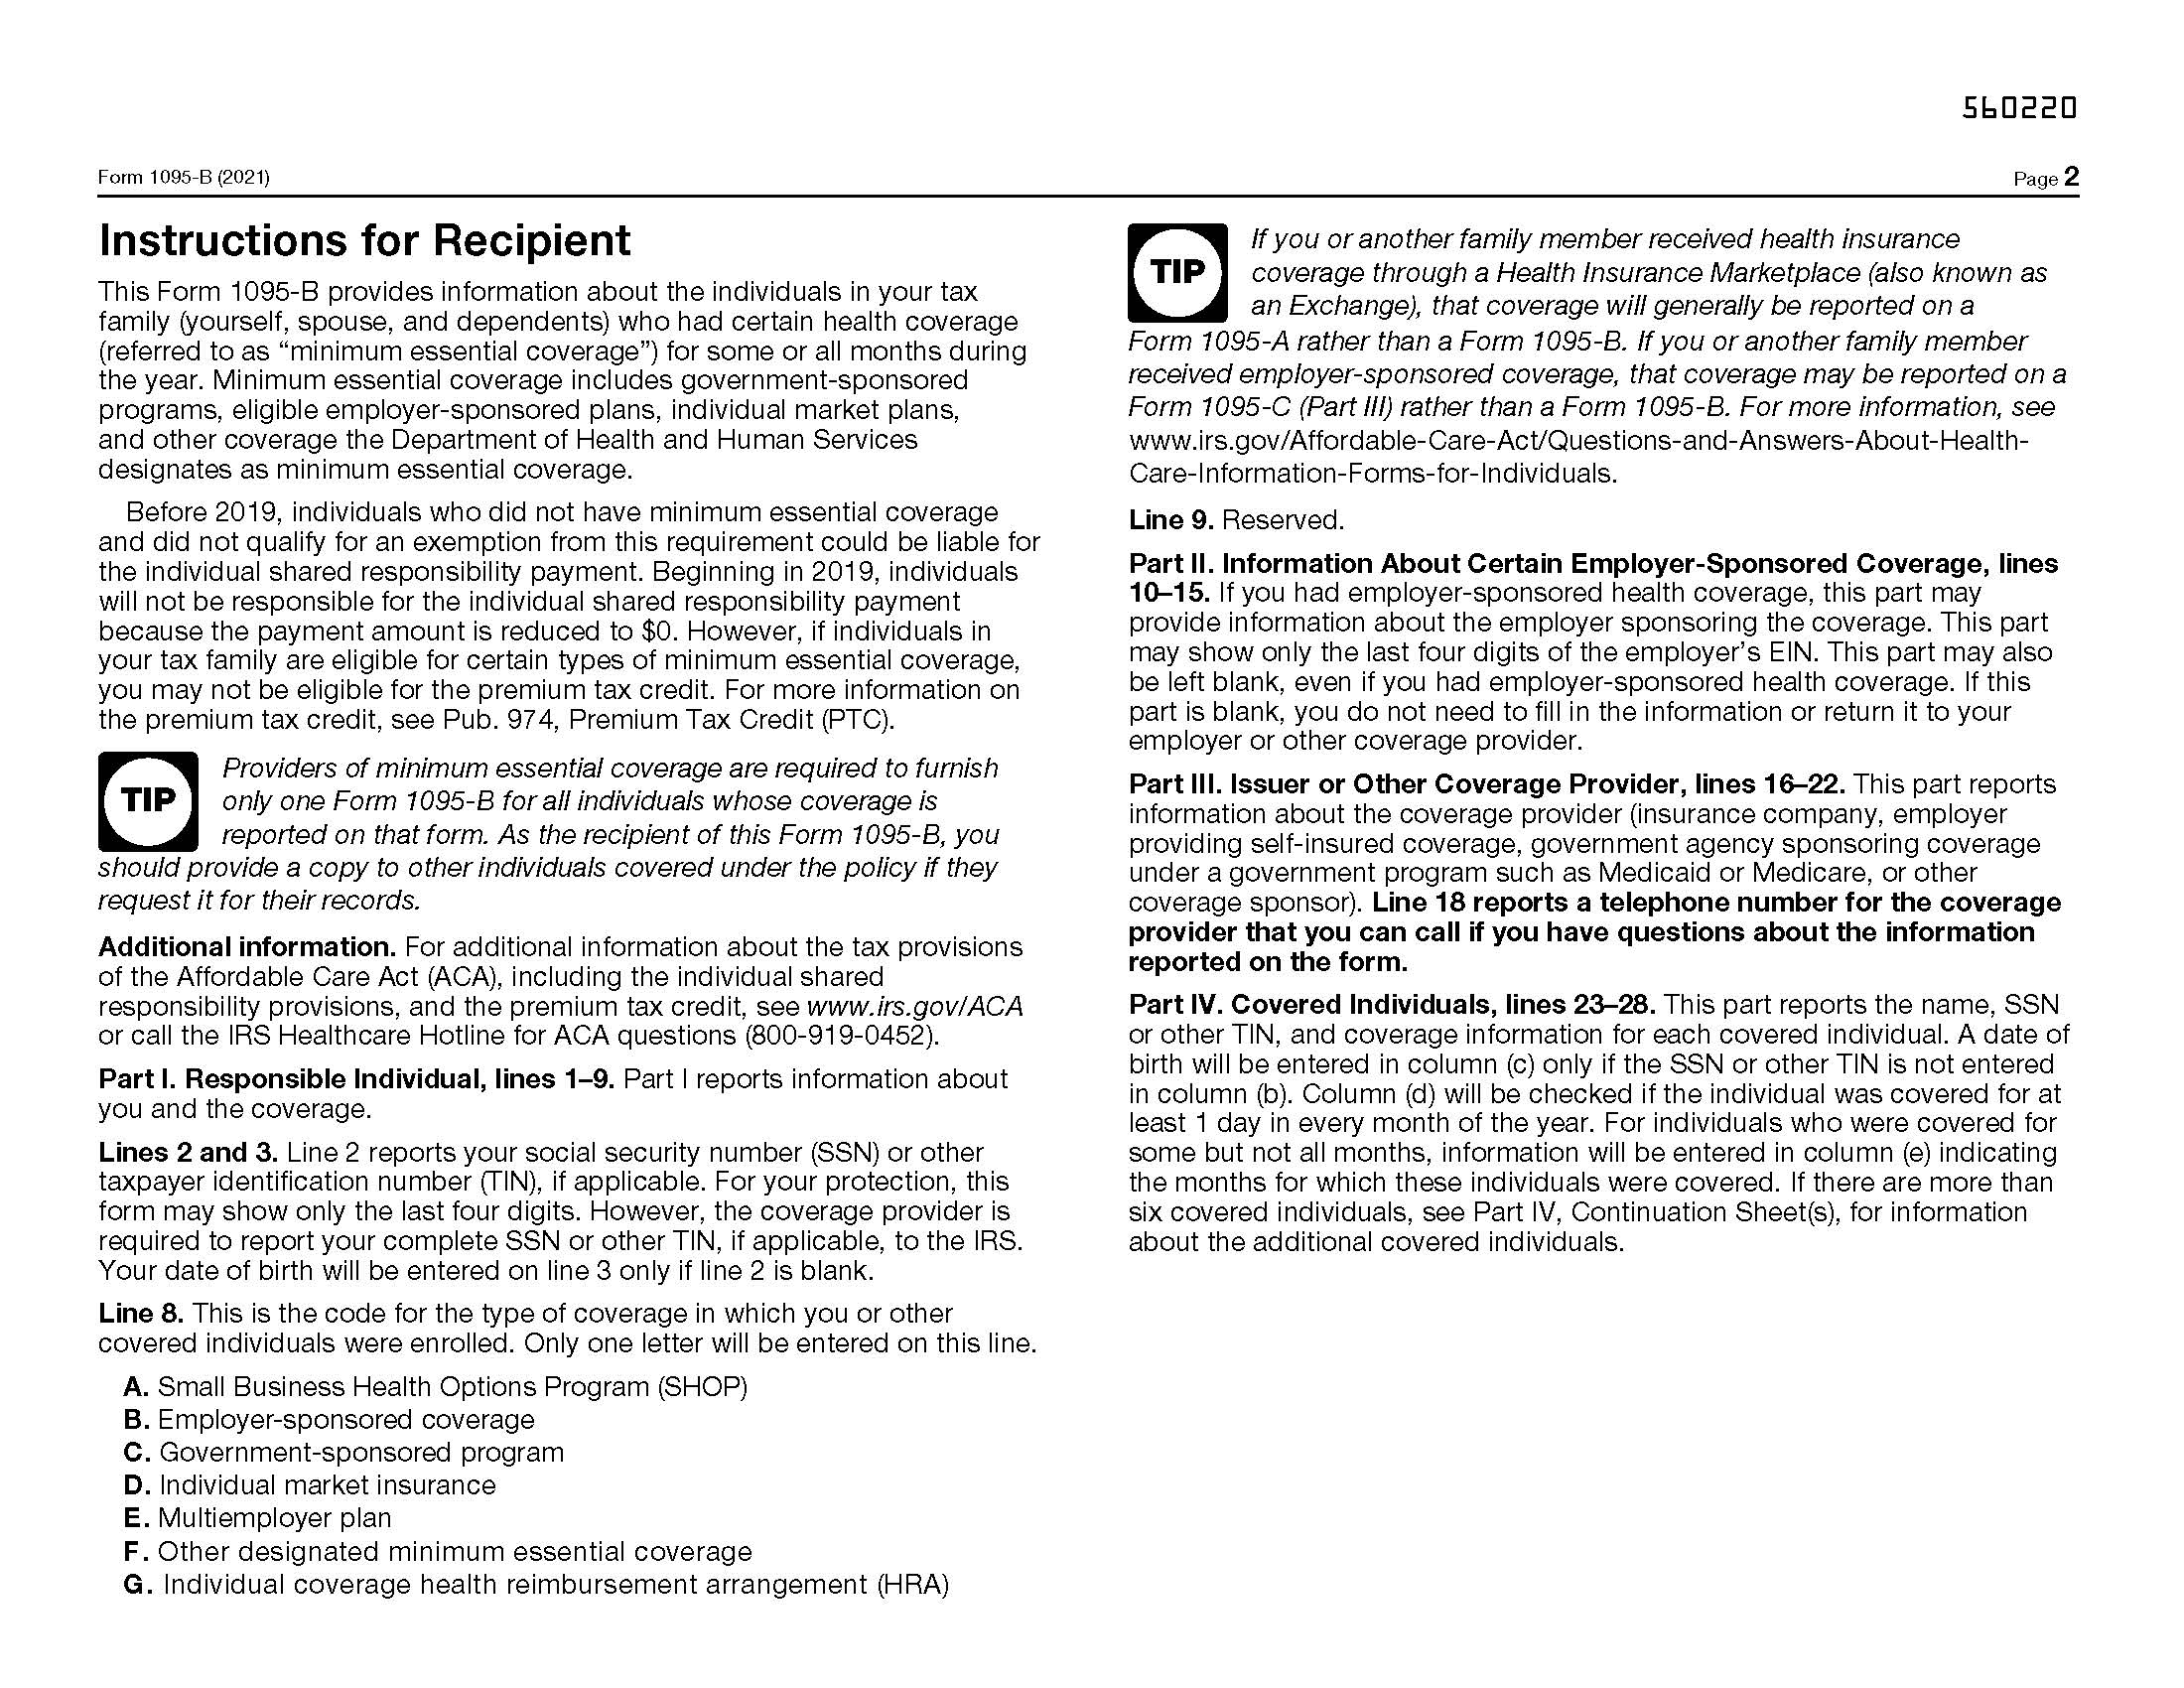 560220
Form 1095-B (2021)
Page 2
Instructions for Recipient
This Form 1095-B provides information about the individuals in your tax
family (yourself, spouse, and dependents) who had certain health coverage
(referred to as “minimum essential coverage”) for some or all months during
the year. Minimum essential coverage includes government-sponsored
programs, eligible employer-sponsored plans, individual market plans,
and other coverage the Department of Health and Human Services
designates as minimum essential coverage.
Before 2019, individuals who did not have minimum essential coverage
and did not qualify for an exemption from this requirement could be liable for
the individual shared responsibility payment. Beginning in 2019, individuals
will not be responsible for the individual shared responsibility payment
because the payment amount is reduced to $0. However, if individuals in
your tax family are eligible for certain types of minimum essential coverage,
you may not be eligible for the premium tax credit. For more information on
the premium tax credit, see Pub. 974, Premium Tax Credit (PTC).
TIP
Providers of minimum essential coverage are required to furnish
only one Form 1095-B for all individuals whose coverage is
reported on that form. As the recipient of this Form 1095-B, you
should provide a copy to other individuals covered under the policy if they
request it for their records.
Additional information. For additional information about the tax provisions
of the Affordable Care Act (ACA), including the individual shared
responsibility provisions, and the premium tax credit, see www.irs.gov/ACA
or call the IRS Healthcare Hotline for ACA questions (800-919-0452).
Part I. Responsible Individual, lines 1–9. Part I reports information about
you and the coverage.
Lines 2 and 3. Line 2 reports your social security number (SSN) or other
taxpayer identification number (TIN), if applicable. For your protection, this
form may show only the last four digits. However, the coverage provider is
required to report your complete SSN or other TIN, if applicable, to the IRS.
Your date of birth will be entered on line 3 only if line 2 is blank.
Line 8. This is the code for the type of coverage in which you or other
covered individuals were enrolled. Only one letter will be entered on this line.
A. Small Business Health Options Program (SHOP)
B. Employer-sponsored coverage
C. Government-sponsored program
D. Individual market insurance
E. Multiemployer plan
F. Other designated minimum essential coverage
G. Individual coverage health reimbursement arrangement (HRA)
TIP
If you or another family member received health insurance
coverage through a Health Insurance Marketplace (also known as
an Exchange), that coverage will generally be reported on a
Form 1095-A rather than a Form 1095-B. If you or another family member
received employer-sponsored coverage, that coverage may be reported on a
Form 1095-C (Part III) rather than a Form 1095-B. For more information, see
www.irs.gov/Affordable-Care-Act/Questions-and-Answers-About-Health-
Care-Information-Forms-for-Individuals.
Line 9. Reserved.
Part II. Information About Certain Employer-Sponsored Coverage, lines
10–15. If you had employer-sponsored health coverage, this part may
provide information about the employer sponsoring the coverage. This part
may show only the last four digits of the employer’s EIN. This part may also
be left blank, even if you had employer-sponsored health coverage. If this
part is blank, you do not need to fill in the information or return it to your
employer or other coverage provider.
Part III. Issuer or Other Coverage Provider, lines 16–22. This part reports
information about the coverage provider (insurance company, employer
providing self-insured coverage, government agency sponsoring coverage
under a government program such as Medicaid or Medicare, or other
coverage sponsor). Line 18 reports a telephone number for the coverage
provider that you can call if you have questions about the information
reported on the form.
Part IV. Covered Individuals, lines 23–28. This part reports the name, SSN
or other TIN, and coverage information for each covered individual. A date of
birth will be entered in column (c) only if the SSN or other TIN is not entered
in column (b). Column (d) will be checked if the individual was covered for at
least 1 day in every month of the year. For individuals who were covered for
some but not all months, information will be entered in column (e) indicating
the months for which these individuals were covered. If there are more than
six covered individuals, see Part IV, Continuation Sheet(s), for information
about the additional covered individuals.